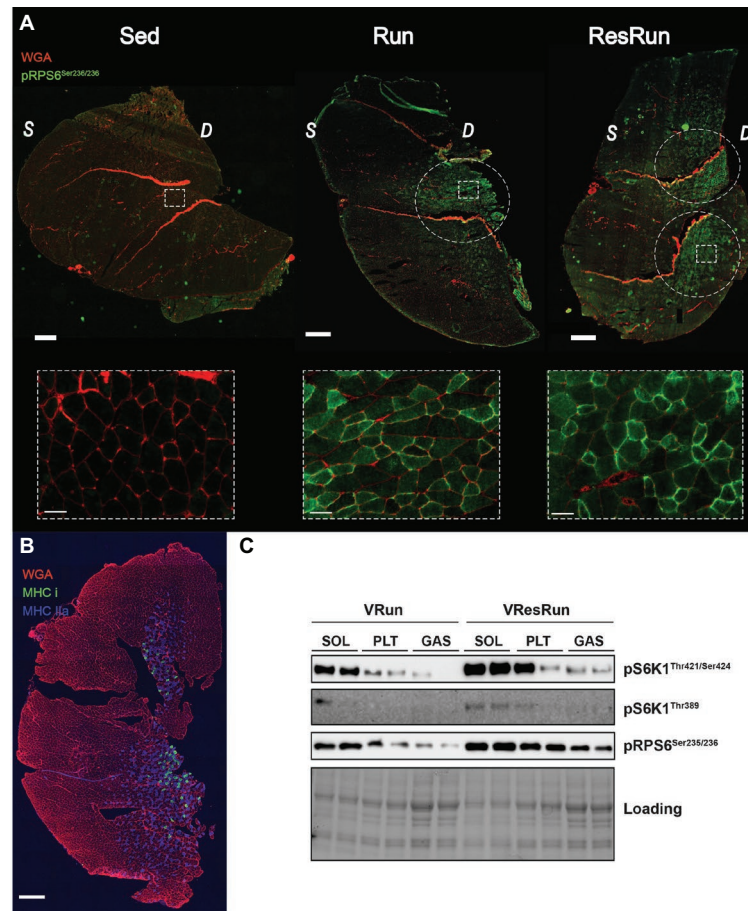 A
Sed
Run
ResRun
WGA
pRPS6Ser236/236
S
D
S
D
S
D
B
WGA
MHC i
MHC IIa
C
VRun
VResRun
SOL
PLT
GAS
SOL
PLT
GAS
pS6K1Thr421/Ser424
pS6K1Thr389
pRPS6Ser235/236
Loading